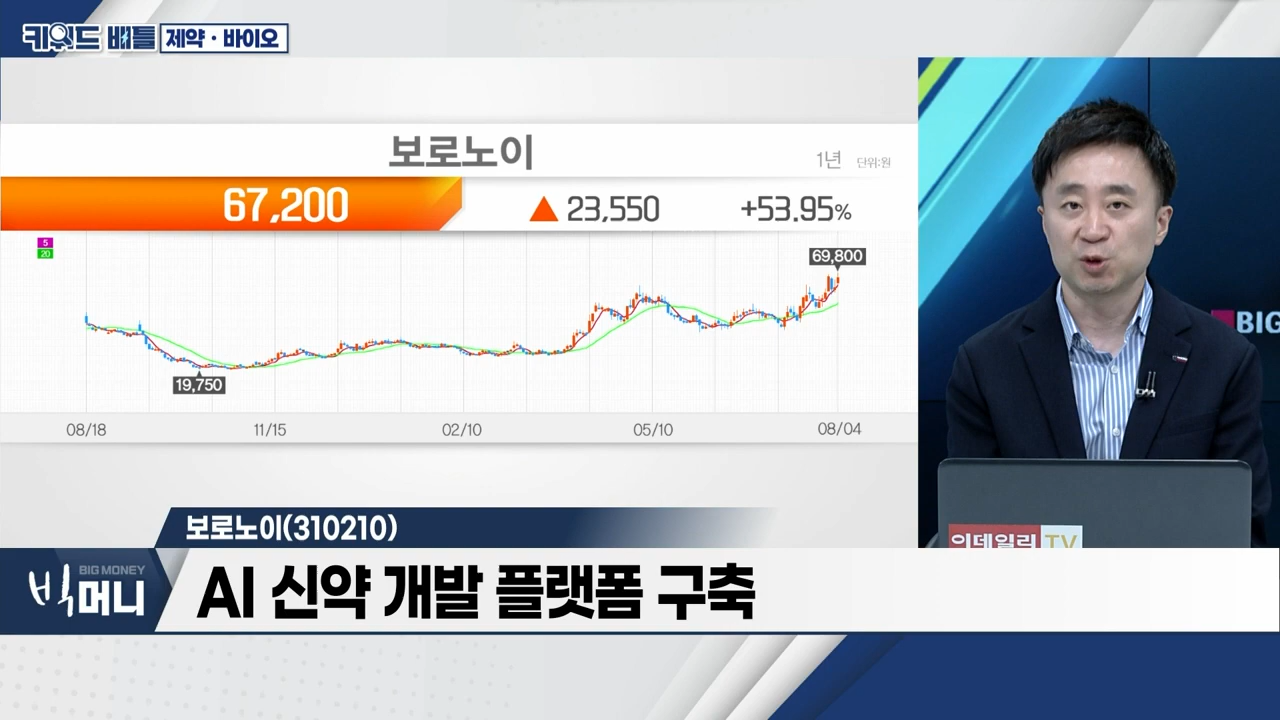 키워드 배틀 제약·바이오
보로노이
1년 단위:원
67,200 ▲ 23,550 +53.95%
5
20
69,800
19,750
08/18 11/15 02/10 05/10 08/04
BIG
이데일리 TV
보로노이(310210)
BIG MONEY
빅머니
AI 신약 개발 플랫폼 구축